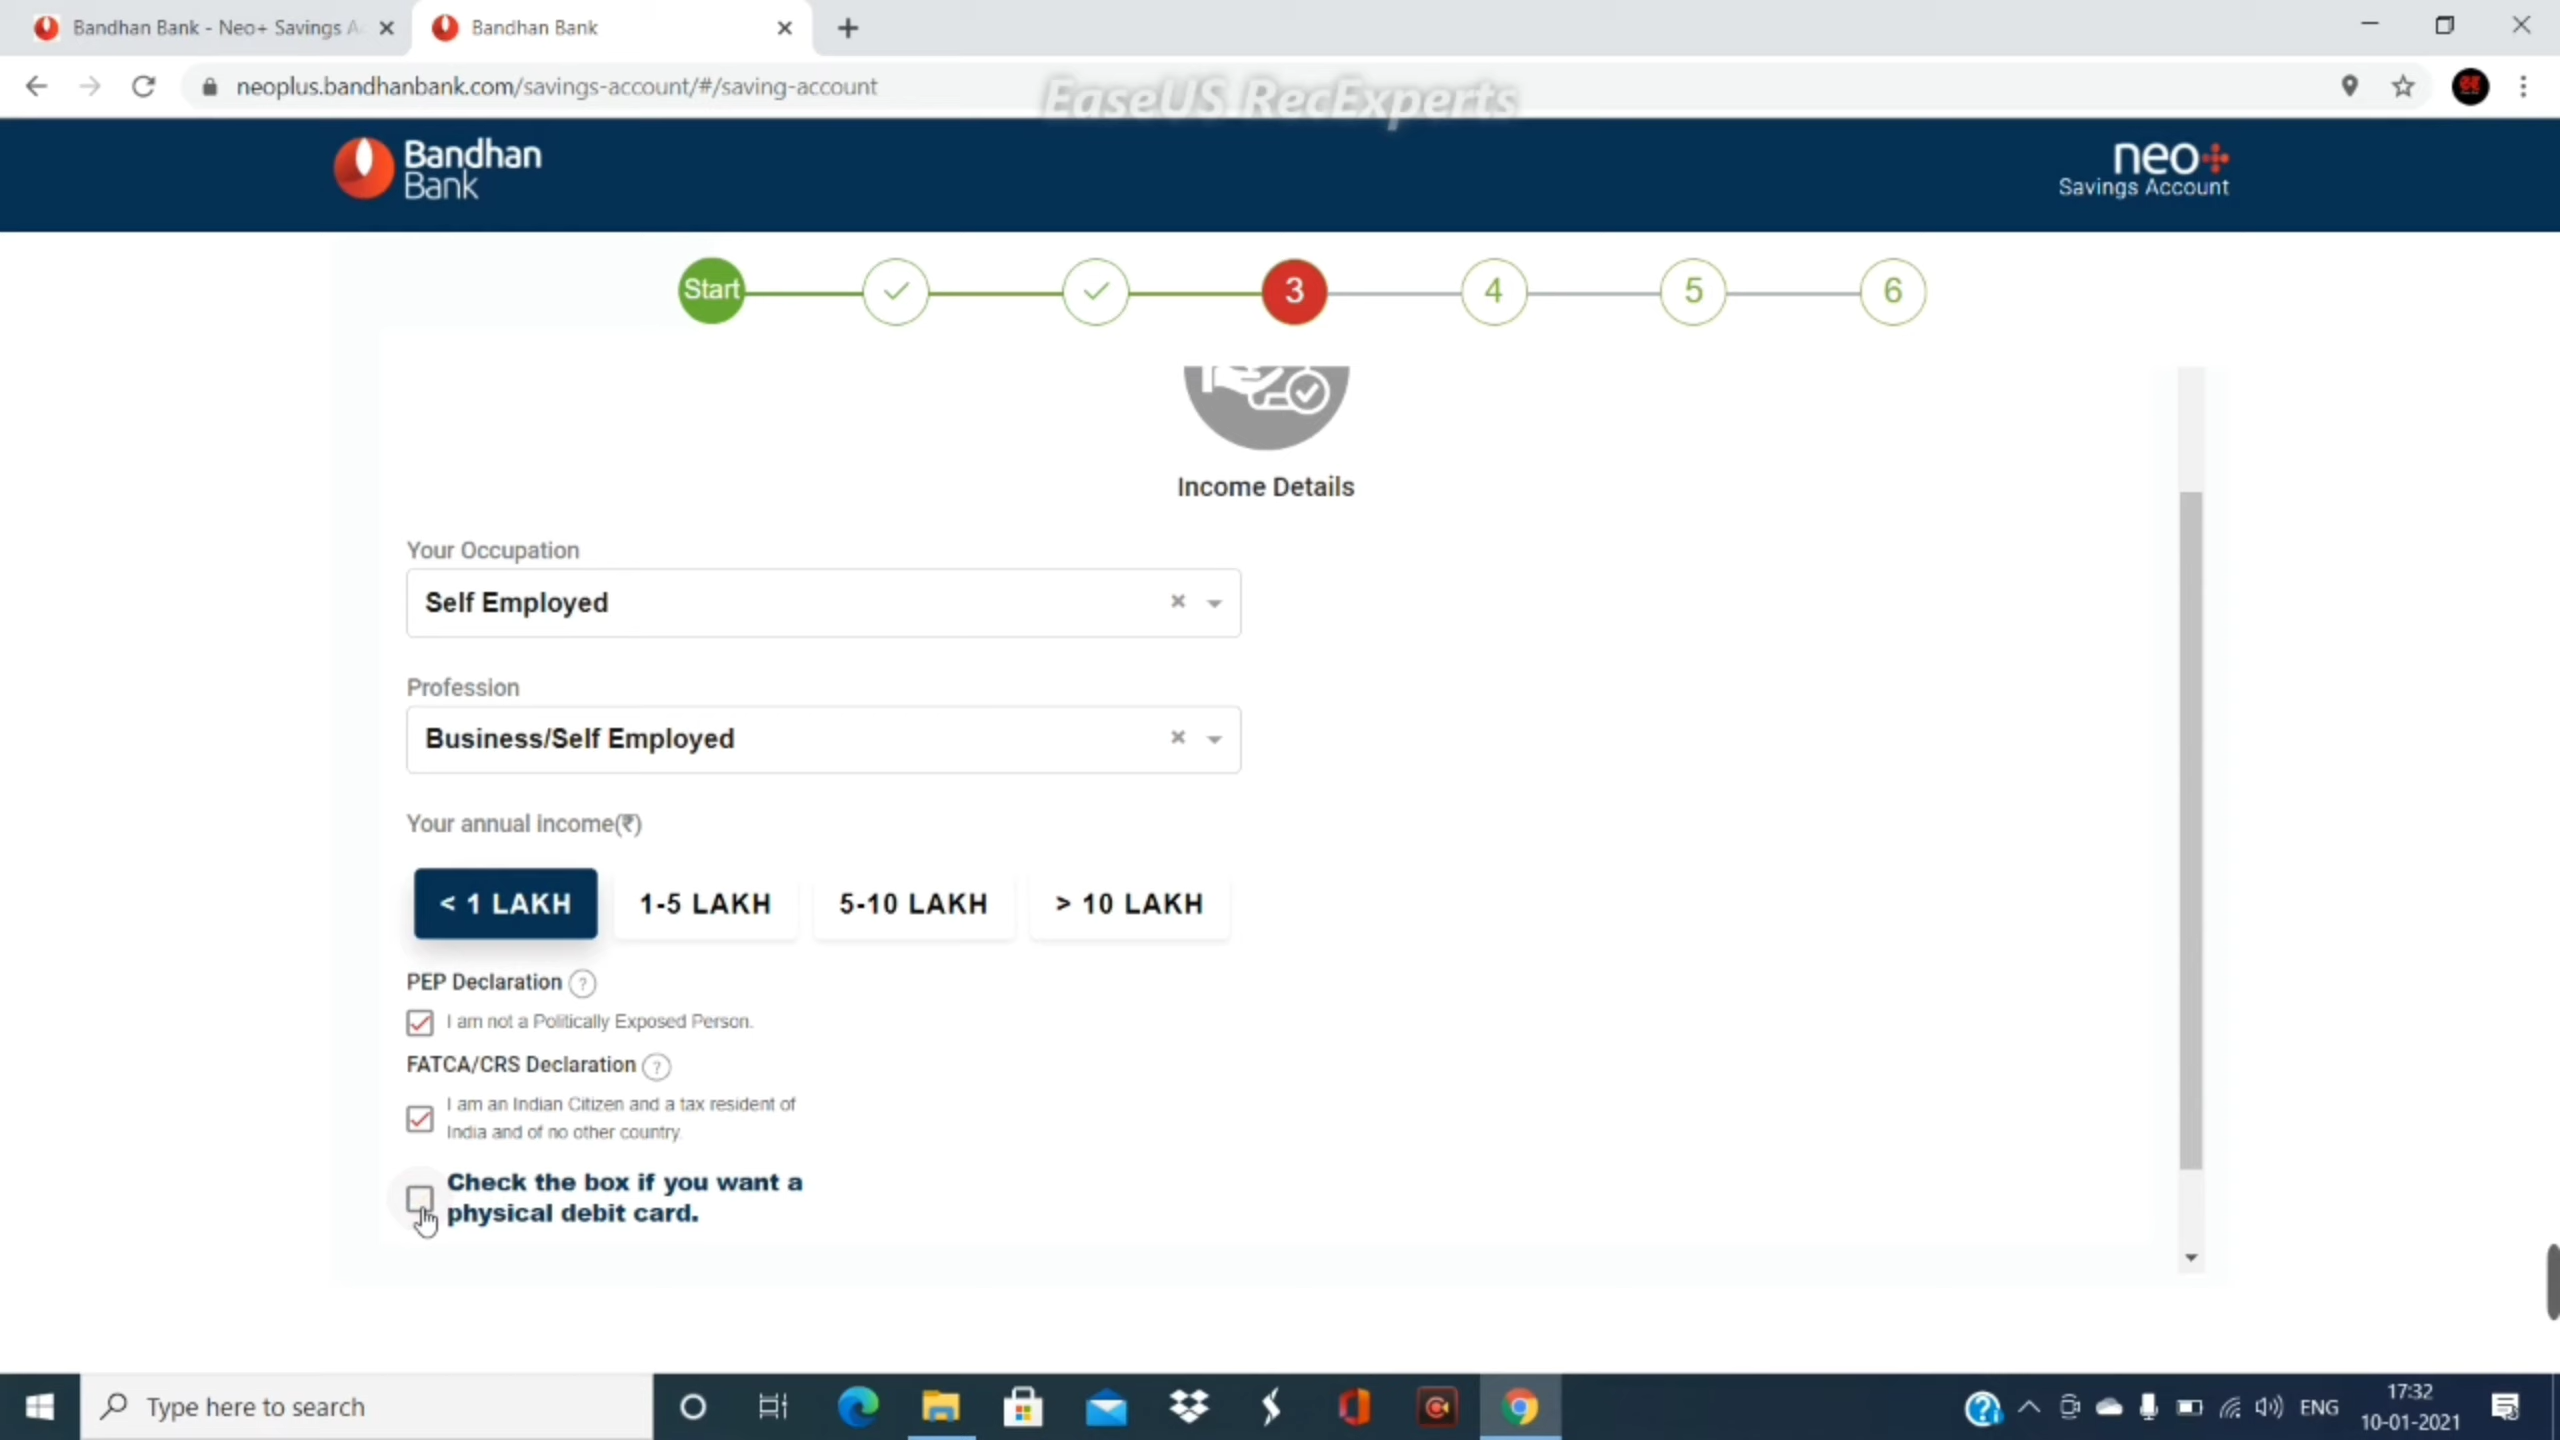 Bandhan Bank - Neo+ Savings A
Bandhan Bank
neoplus.bandhanbank.com/savings-account/#/saving-account
EaseUS RecExperts
Bandhan
Bank
neo+
Savings Account
Start
3
4
5
6
Income Details
Your Occupation
Self Employed
Profession
Business/Self Employed
Your annual income(₹)
< 1 LAKH 1-5 LAKH 5-10 LAKH > 10 LAKH
PEP Declaration ?
I am not a Politically Exposed Person.
FATCA/CRS Declaration ?
I am an Indian Citizen and a tax resident of
India and of no other country.
Check the box if you want a
physical debit card.
Type here to search
ENG
17:32
10-01-2021